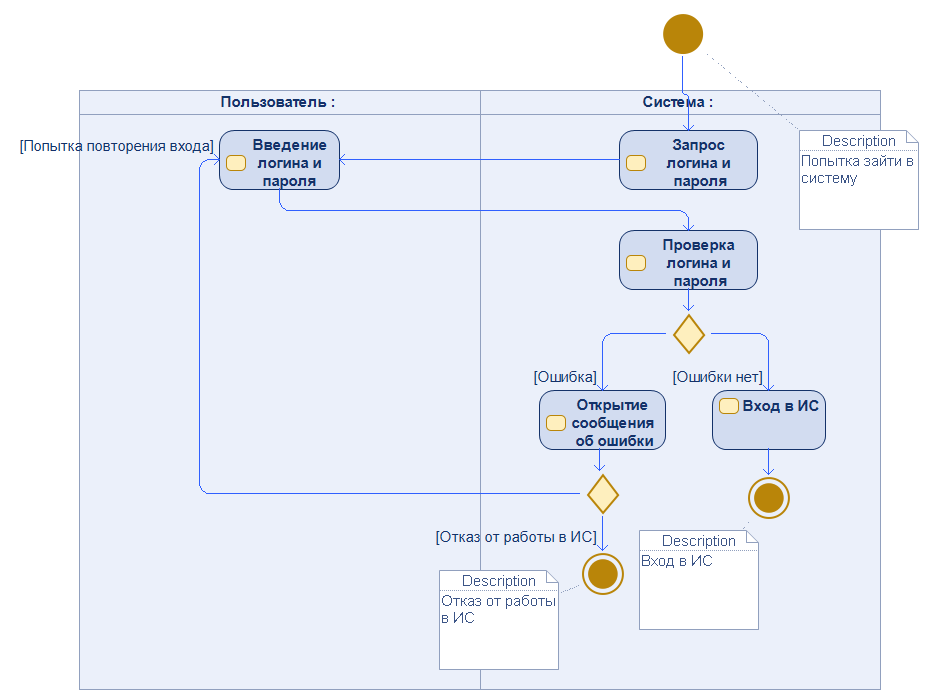 Пользователь :
Система :
[Попытка повторения входа]
Введение
логина и
пароля
Запрос
логина и
пароля
Description
Попытка зайти в
систему
Проверка
логина и
пароля
[Ошибка]
[Ошибки нет]
Открытие
сообщения
об ошибки
Вход в ИС
[Отказ от работы в ИС]
Description
Вход в ИС
Description
Отказ от работы
в ИС